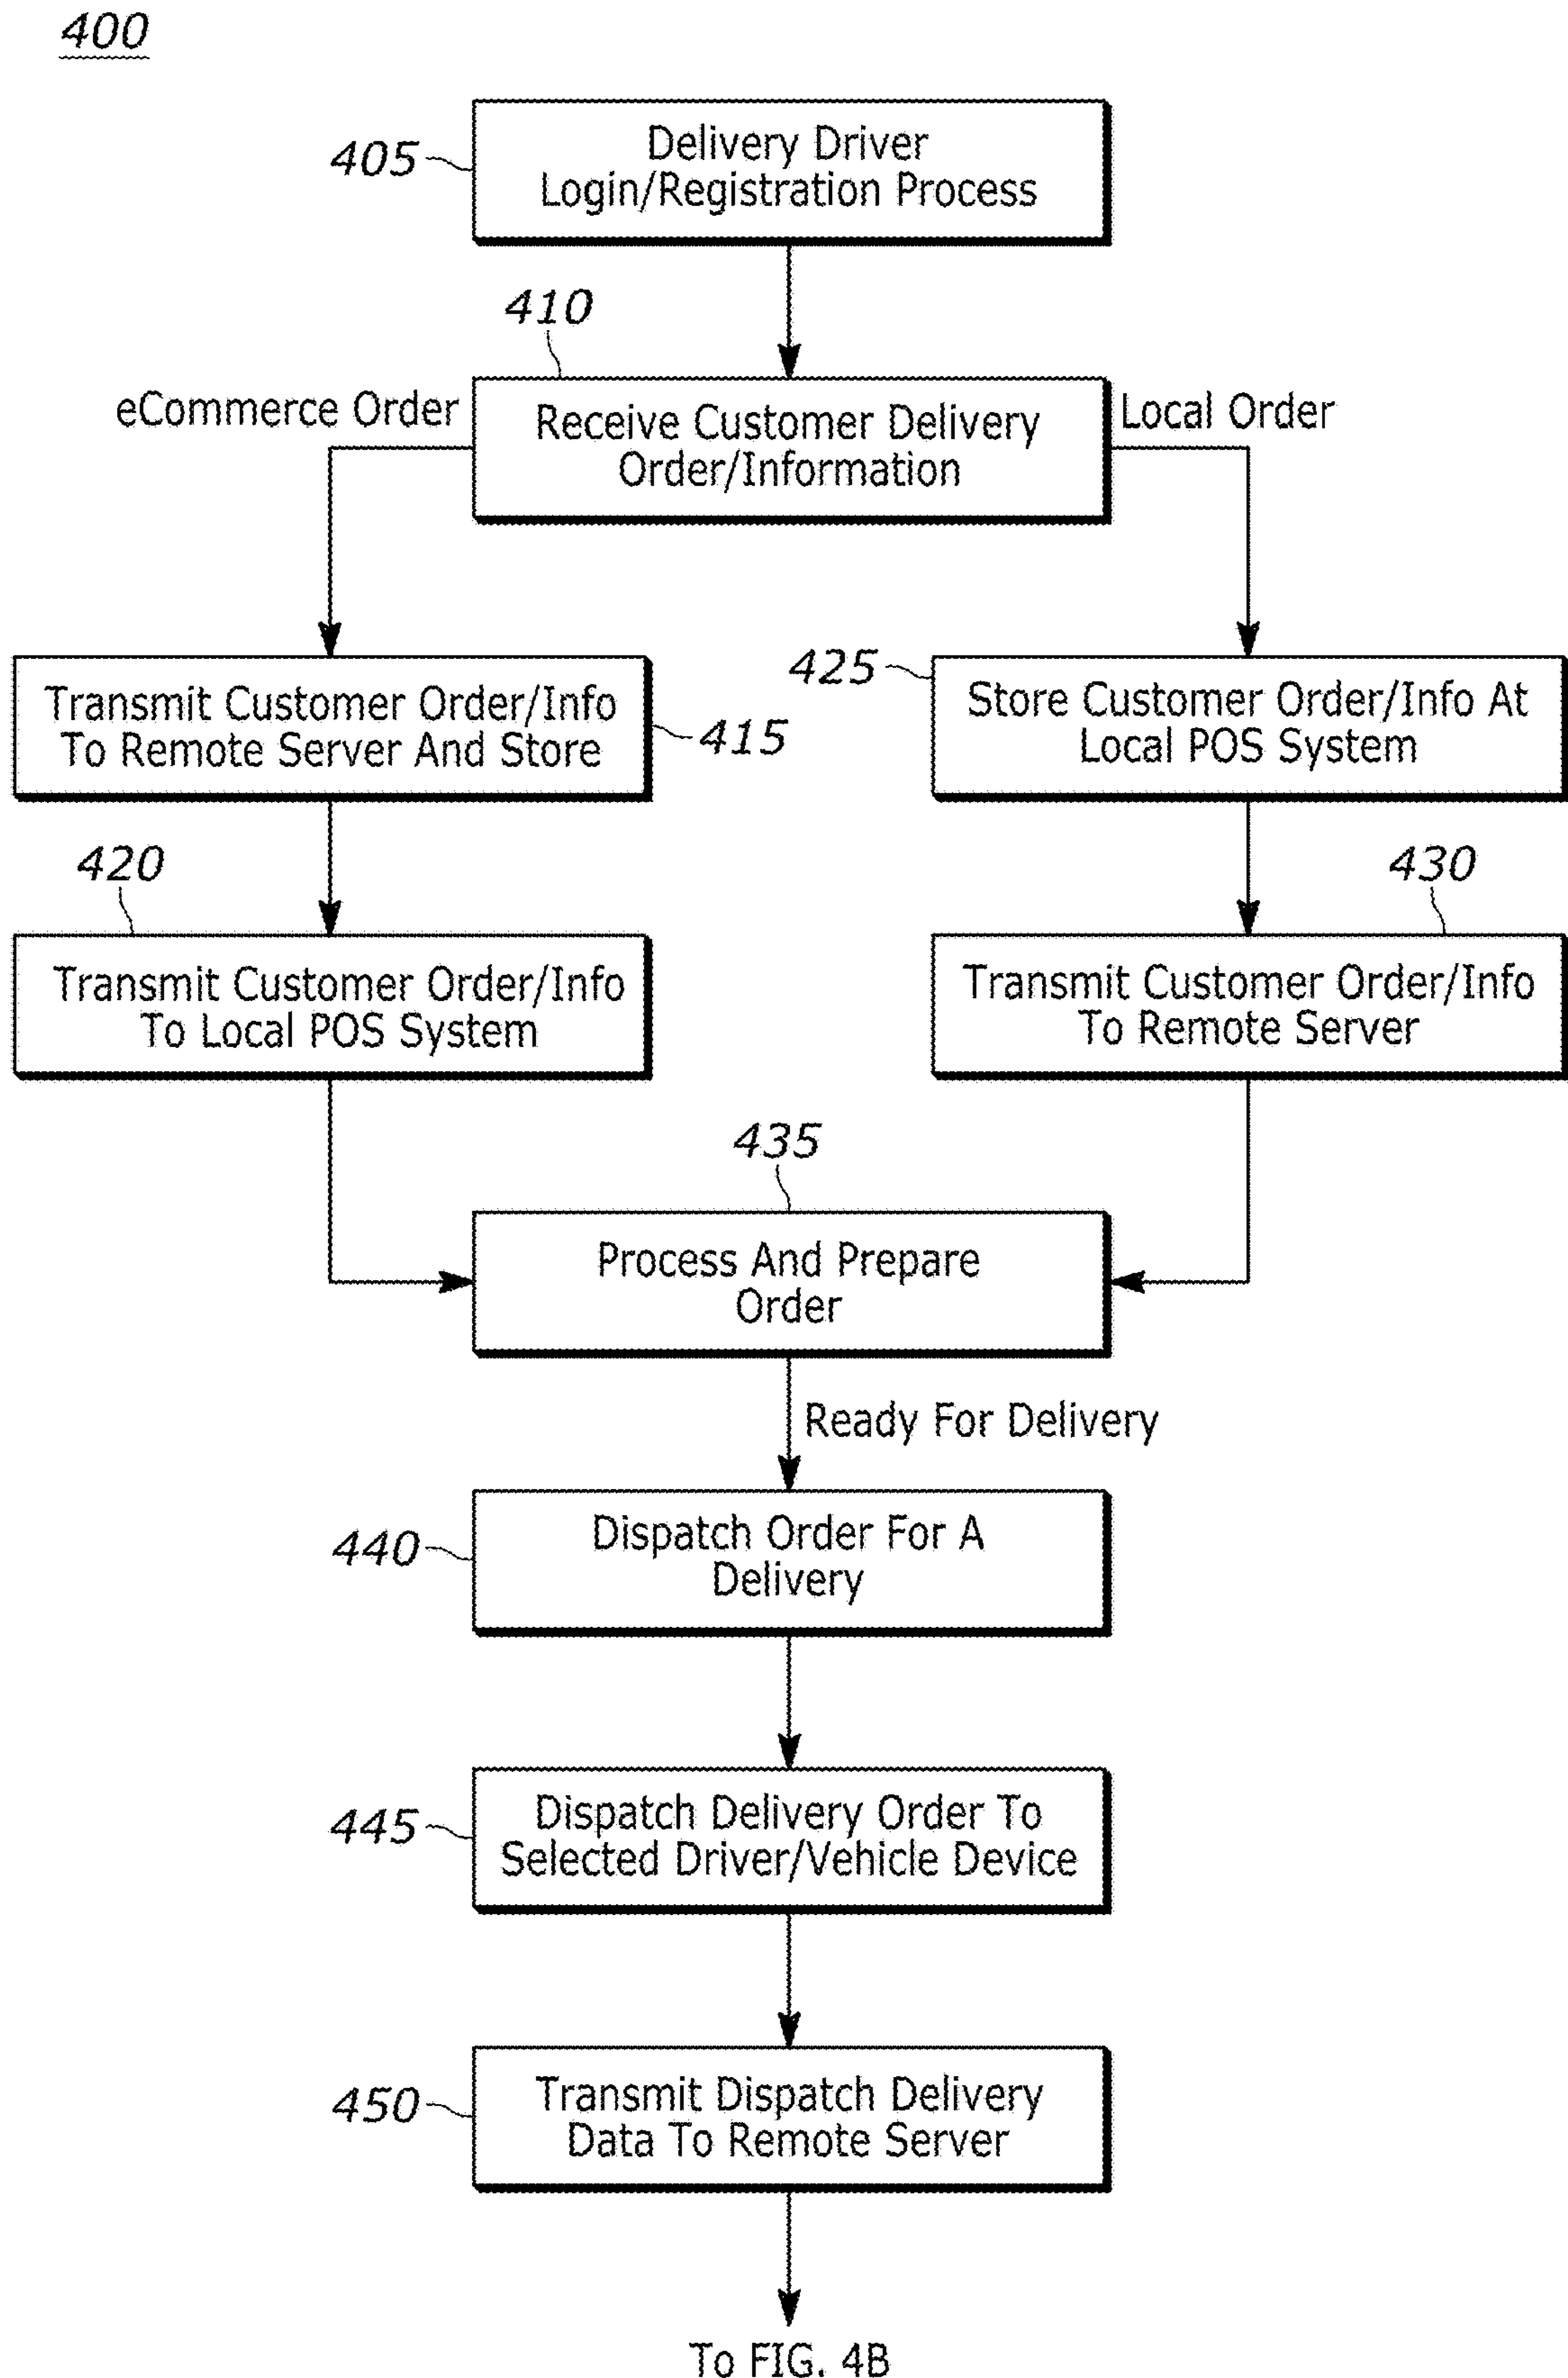 400
405
Delivery Driver
Login/Registration Process
410
eCommerce Order
Receive Customer Delivery
Order/Information
Local Order
Transmit Customer Order/Info
To Remote Server And Store
415
425
Store Customer Order/Info At
Local POS System
420
Transmit Customer Order/Info
To Local POS System
430
Transmit Customer Order/Info
To Remote Server
435
Process And Prepare
Order
Ready For Delivery
440
Dispatch Order For A
Delivery
445
Dispatch Delivery Order To
Selected Driver/Vehicle Device
450
Transmit Dispatch Delivery
Data To Remote Server
To FIG. 4B